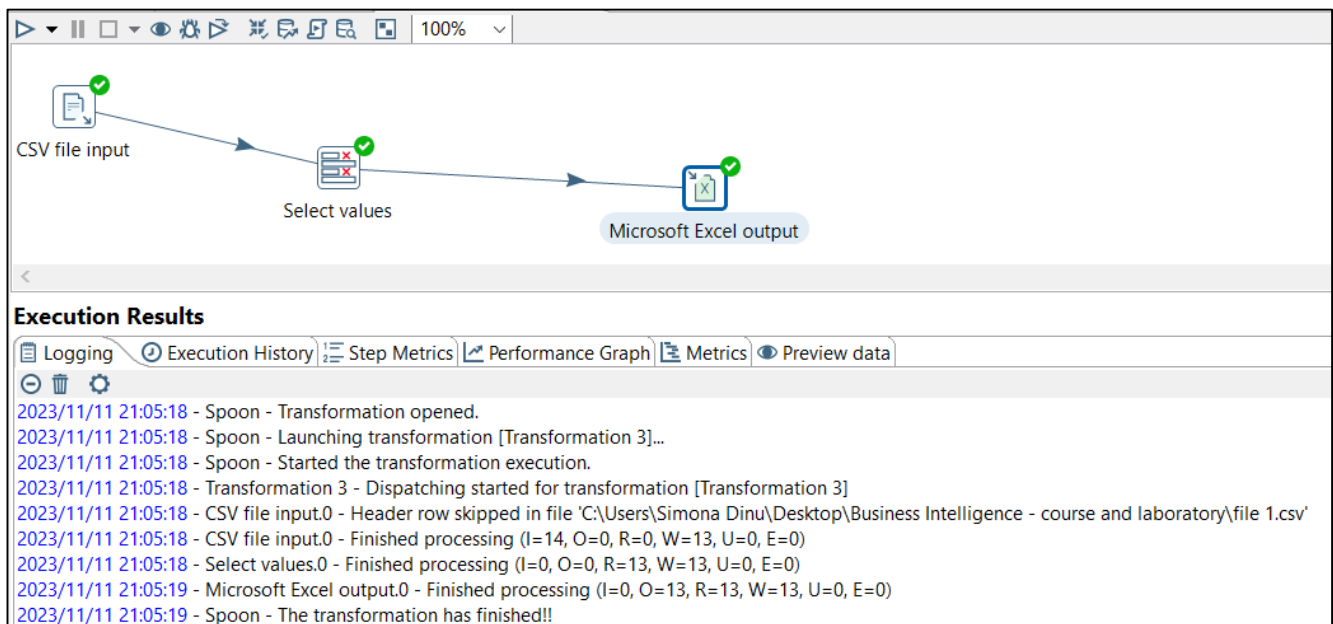 100%
CSV file input
Select values
Microsoft Excel output
Execution Results
Logging Execution History Step Metrics Performance Graph Metrics Preview data
2023/11/11 21:05:18 - Spoon - Transformation opened.
2023/11/11 21:05:18 - Spoon - Launching transformation [Transformation 3]...
2023/11/11 21:05:18 - Spoon - Started the transformation execution.
2023/11/11 21:05:18 - Transformation 3 - Dispatching started for transformation [Transformation 3]
2023/11/11 21:05:18 - CSV file input.0 - Header row skipped in file 'C:\Users\Simona Dinu\Desktop\Business Intelligence - course and laboratory\file 1.csv'
2023/11/11 21:05:18 - CSV file input.0 - Finished processing (I=14, O=0, R=0, W=13, U=0, E=0)
2023/11/11 21:05:18 - Select values.0 - Finished processing (I=0, O=0, R=13, W=13, U=0, E=0)
2023/11/11 21:05:19 - Microsoft Excel output.0 - Finished processing (I=0, O=13, R=13, W=13, U=0, E=0)
2023/11/11 21:05:19 - Spoon - The transformation has finished!!